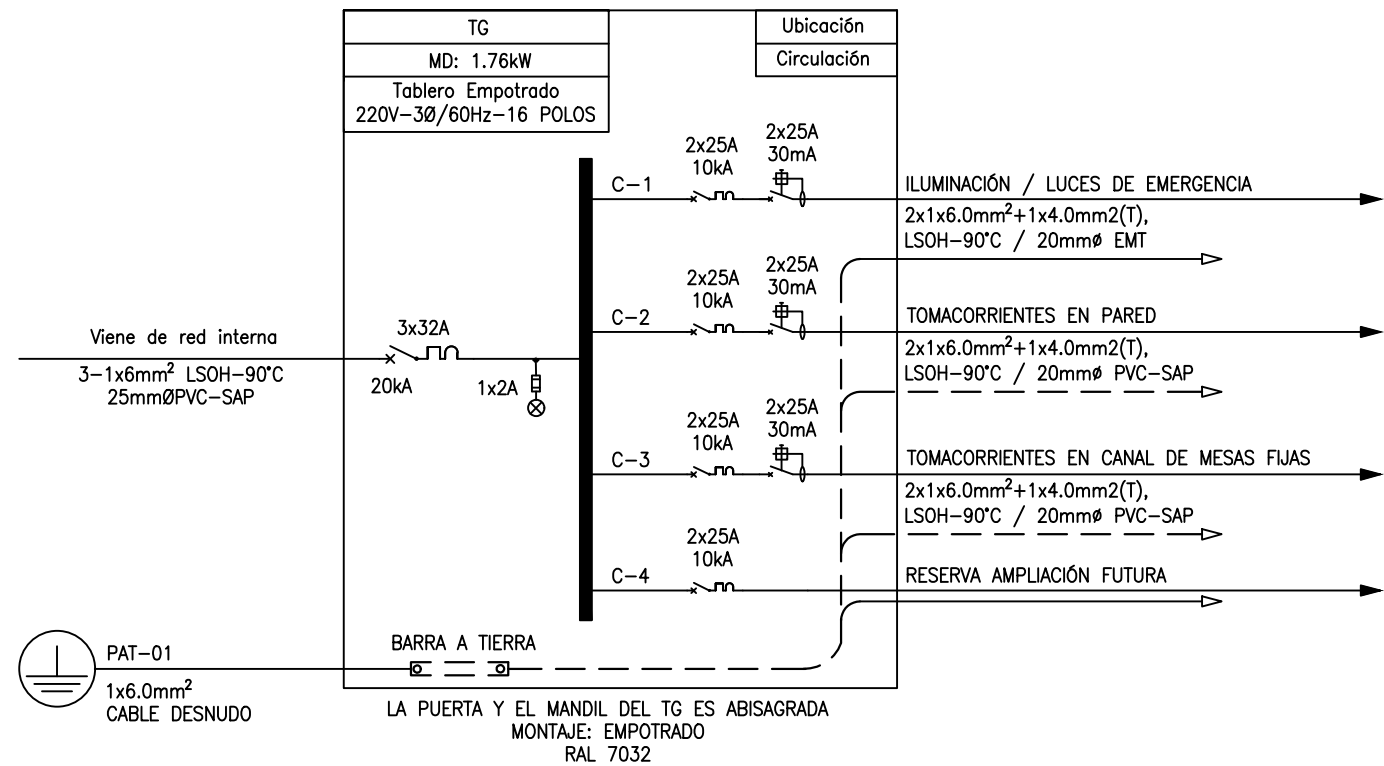 TG
MD: 1.76kW
Tablero Empotrado
220V-3Ø/60Hz-16 POLOS
Ubicación
Circulación
Viene de red interna
3-1x6mm² LSOH-90°C
25mmØPVC-SAP
3x32A
20kA
1x2A
C-1
2x25A
10kA
2x25A
30mA
ILUMINACIÓN / LUCES DE EMERGENCIA
2x1x6.0mm²+1x4.0mm2(T),
LSOH-90°C / 20mmø EMT
C-2
2x25A
10kA
2x25A
30mA
TOMACORRIENTES EN PARED
2x1x6.0mm²+1x4.0mm2(T),
LSOH-90°C / 20mmø PVC-SAP
C-3
2x25A
10kA
2x25A
30mA
TOMACORRIENTES EN CANAL DE MESAS FIJAS
2x1x6.0mm²+1x4.0mm2(T),
LSOH-90°C / 20mmø PVC-SAP
C-4
2x25A
10kA
RESERVA AMPLIACIÓN FUTURA
BARRA A TIERRA
PAT-01
1x6.0mm²
CABLE DESNUDO
LA PUERTA Y EL MANDIL DEL TG ES ABISAGRADA
MONTAJE: EMPOTRADO
RAL 7032